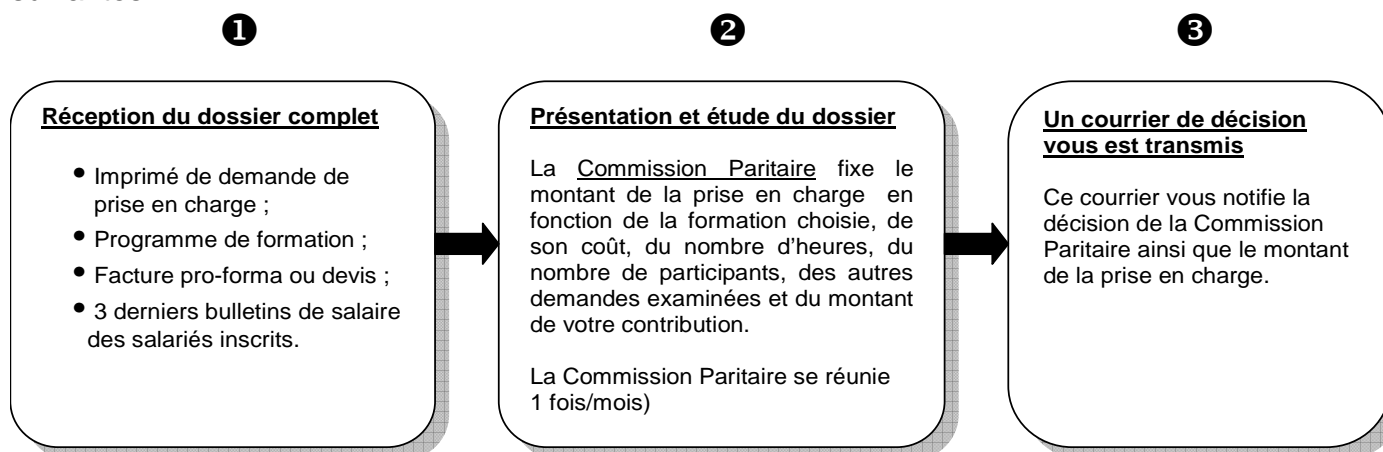 ❶
❷
❸
Réception du dossier complet
• Imprimé de demande de
prise en charge ;
• Programme de formation ;
• Facture pro-forma ou devis ;
• 3 derniers bulletins de salaire
des salariés inscrits.
Présentation et étude du dossier
La Commission Paritaire fixe le
montant de la prise en charge en
fonction de la formation choisie, de
son coût, du nombre d'heures, du
nombre de participants, des autres
demandes examinées et du montant
de votre contribution.
La Commission Paritaire se réunie
1 fois/mois)
Un courrier de décision
vous est transmis
Ce courrier vous notifie la
décision de la Commission
Paritaire ainsi que le montant
de la prise en charge.